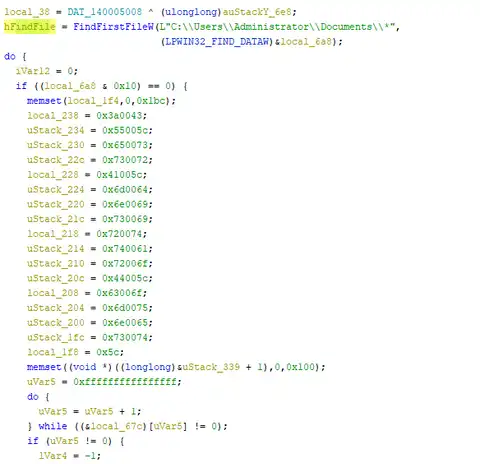 local_38 = DAT_140005008 ^ (ulonglong)auStackY_6e8;
hFindFile = FindFirstFileW(L"C:\\Users\\Administrator\\Documents\\*",
(LPWIN32_FIND_DATAW)&local_6a8);
do {
iVar12 = 0;
if ((local_6a8 & 0x10) == 0) {
memset(local_1f4,0,0x1bc);
local_238 = 0x3a0043;
uStack_234 = 0x55005c;
uStack_230 = 0x650073;
uStack_22c = 0x730072;
local_228 = 0x41005c;
uStack_224 = 0x6d0064;
uStack_220 = 0x6e0069;
uStack_21c = 0x730069;
local_218 = 0x720074;
uStack_214 = 0x740061;
uStack_210 = 0x72006f;
uStack_20c = 0x44005c;
local_208 = 0x63006f;
uStack_204 = 0x6d0075;
uStack_200 = 0x6e0065;
uStack_1fc = 0x730074;
local_1f8 = 0x5c;
memset((void *)((longlong)&uStack_339 + 1),0,0x100);
uVar5 = 0xffffffffffffffff;
do {
uVar5 = uVar5 + 1;
} while ((&local_67c)[uVar5] != 0);
if (uVar5 != 0) {
lVar4 = -1;